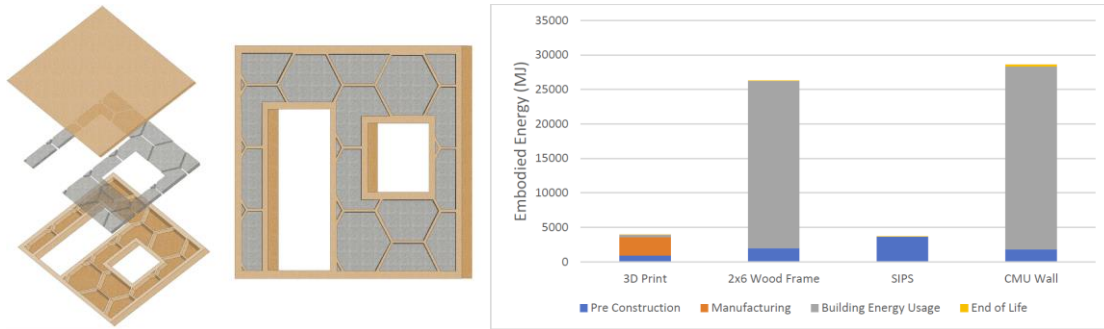 35000
30000
25000
20000
15000
10000
5000
0
Embodied Energy (MJ)
3D Print
2x6 Wood Frame
SIPS
CMU Wall
Pre Construction
Manufacturing
Building Energy Usage
End of Life